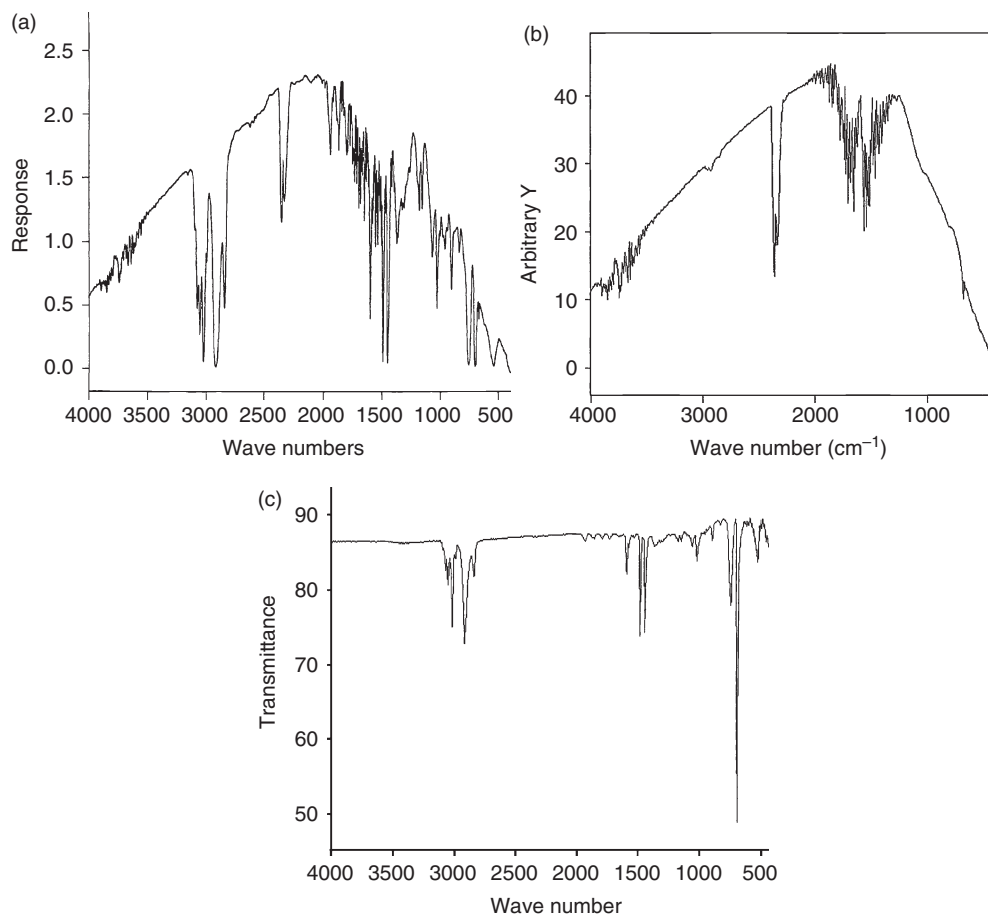 (a)
2.5
2.0
1.5
1.0
0.5
0.0
Response
4000 3500 3000 2500 2000 1500 1000 500
Wave numbers
(b)
40
30
20
10
0
Arbitrary Y
4000 3000 2000 1000
Wave number (cm⁻¹)
(c)
90
80
70
60
50
Transmittance
4000 3500 3000 2500 2000 1500 1000 500
Wave number